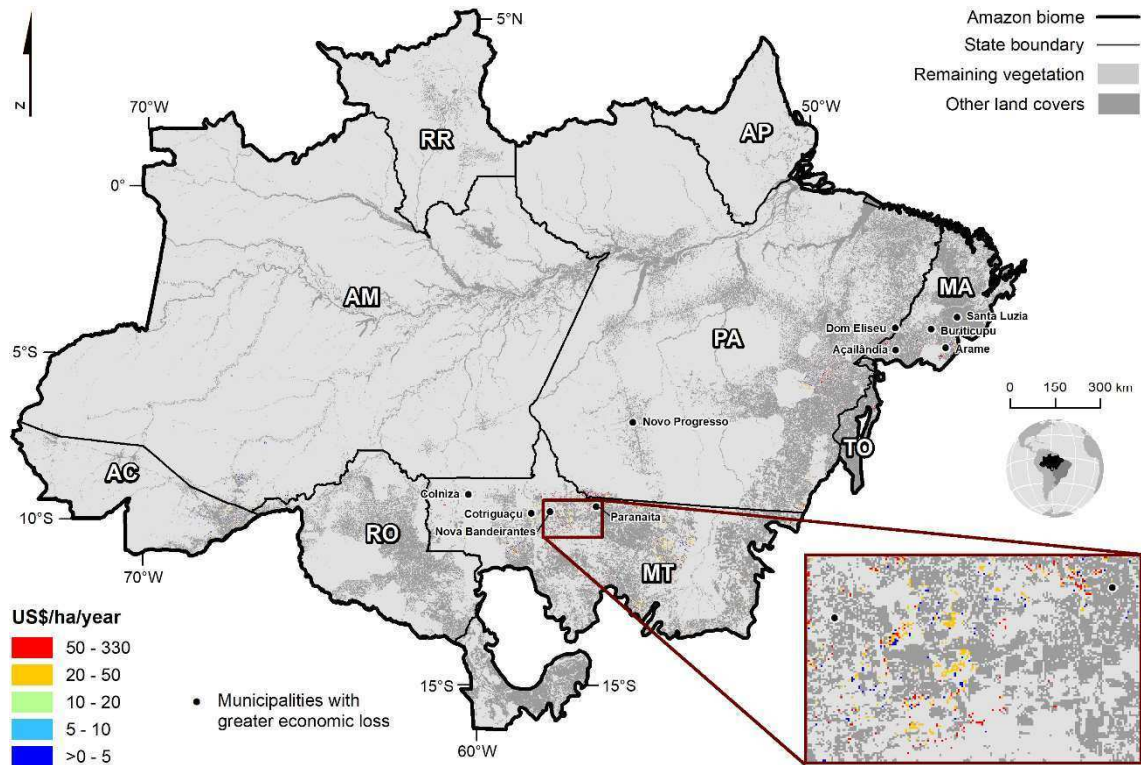 5°N
Amazon biome
State boundary
Remaining vegetation
Other land covers
N
70°W
50°W
RR
AP
0°
AM
PA
MA
Santa Luzia
Dom Eliseu
Buriticupu
Açailândia
Arame
5°S
0 150 300 km
Novo Progresso
TO
AC
Colniza
Cotriguaçu
Paranaíta
Nova Bandeirantes
10°S
RO
MT
70°W
US$/ha/year
50 - 330
20 - 50
10 - 20
5 - 10
>0 - 5
Municipalities with
greater economic loss
15°S
15°S
60°W